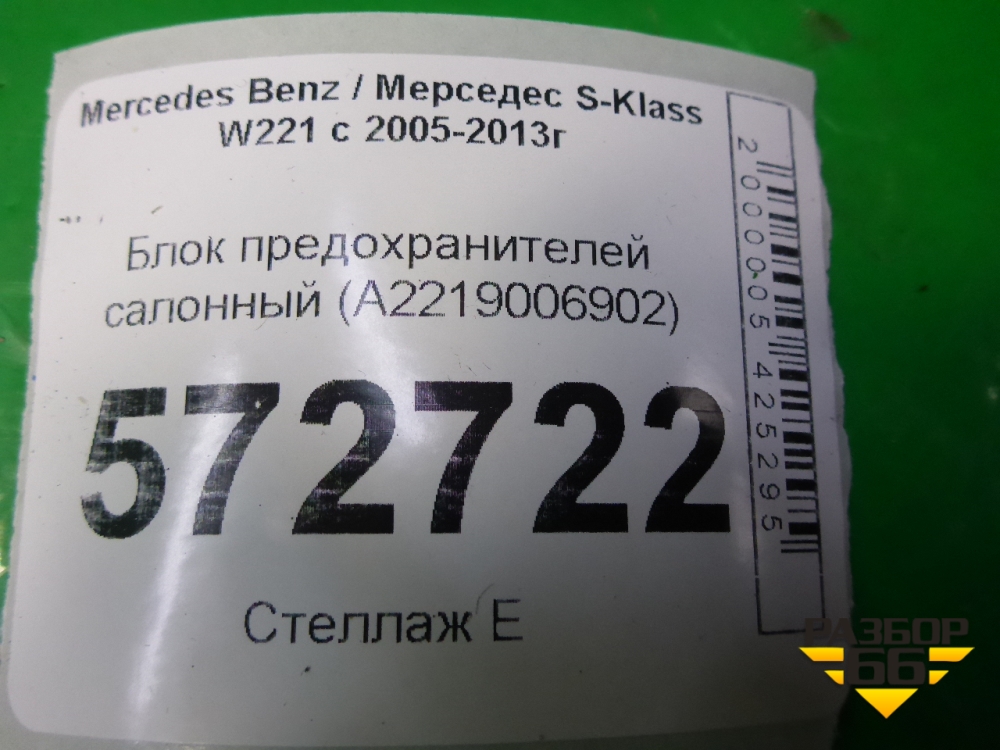 Mercedes Benz / Мерседес S-Klass
W221 с 2005-2013г
Блок предохранителей
салонный (A2219006902)
572722
Стеллаж E
2000005425295
РАЗБОР
66